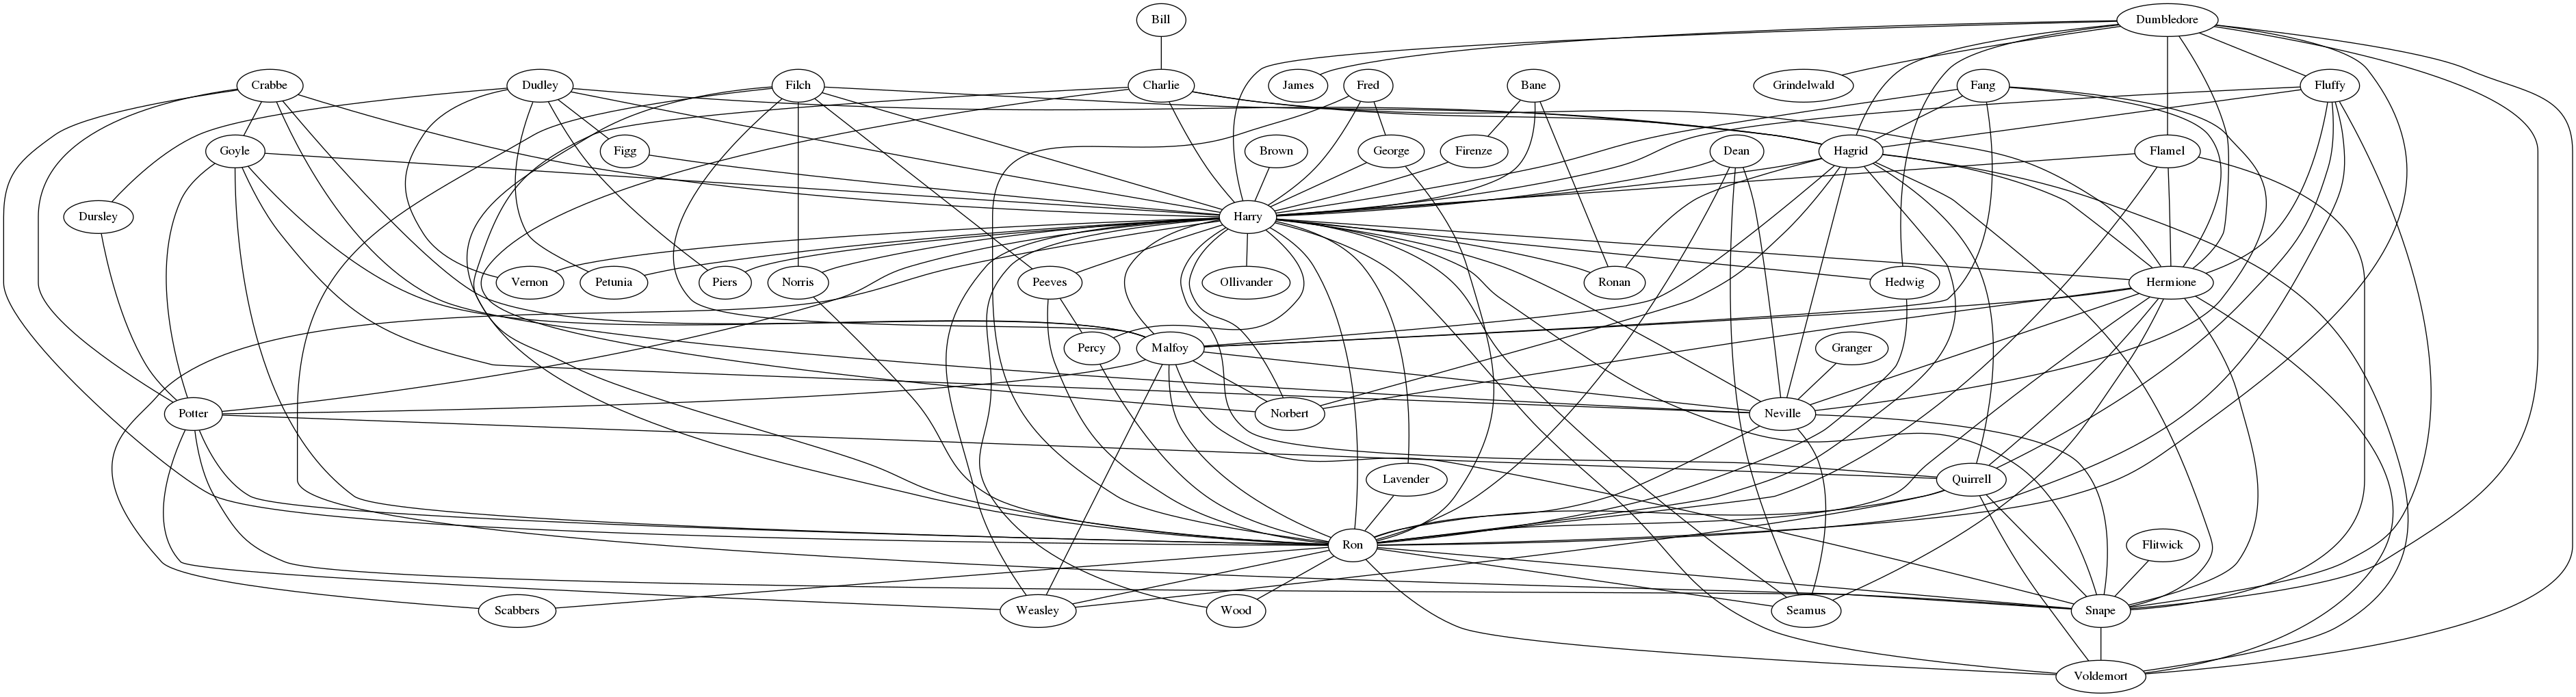 Bill
Dumbledore
Crabbe
Dudley
Filch
Charlie
James
Fred
Bane
Grindelwald
Fang
Fluffy
Goyle
Figg
Brown
George
Firenze
Dean
Hagrid
Flamel
Dursley
Harry
Vernon
Petunia
Piers
Norris
Peeves
Ollivander
Ronan
Hedwig
Hermione
Percy
Malfoy
Granger
Potter
Norbert
Neville
Lavender
Quirrell
Ron
Flitwick
Scabbers
Weasley
Wood
Seamus
Snape
Voldemort